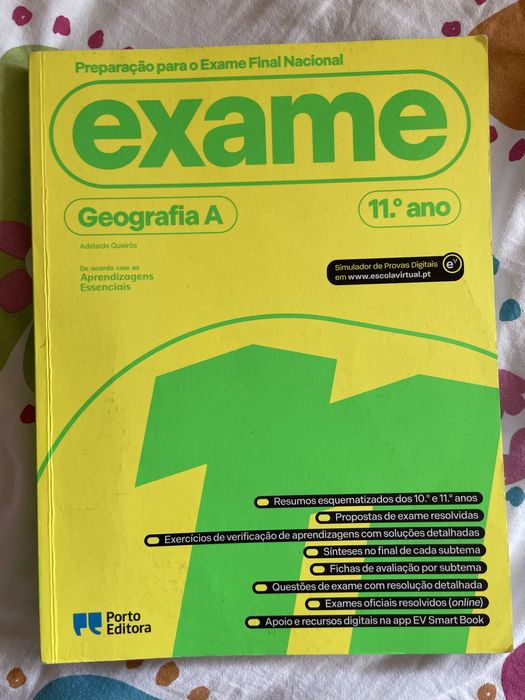 Preparação para o Exame Final Nacional
exame
Geografia A
11.º ano
Adelaide Queirós
De acordo com as
Aprendizagens
Essenciais
Simulador de Provas Digitais
em www.escolavirtual.pt
ev
11
Resumos esquematizados dos 10.º e 11.º anos
Propostas de exame resolvidas
Exercícios de verificação de aprendizagens com soluções detalhadas
Sínteses no final de cada subtema
Fichas de avaliação por subtema
Questões de exame com resolução detalhada
Exames oficiais resolvidos (online)
Apoio e recursos digitais na app EV Smart Book
Porto
Editora